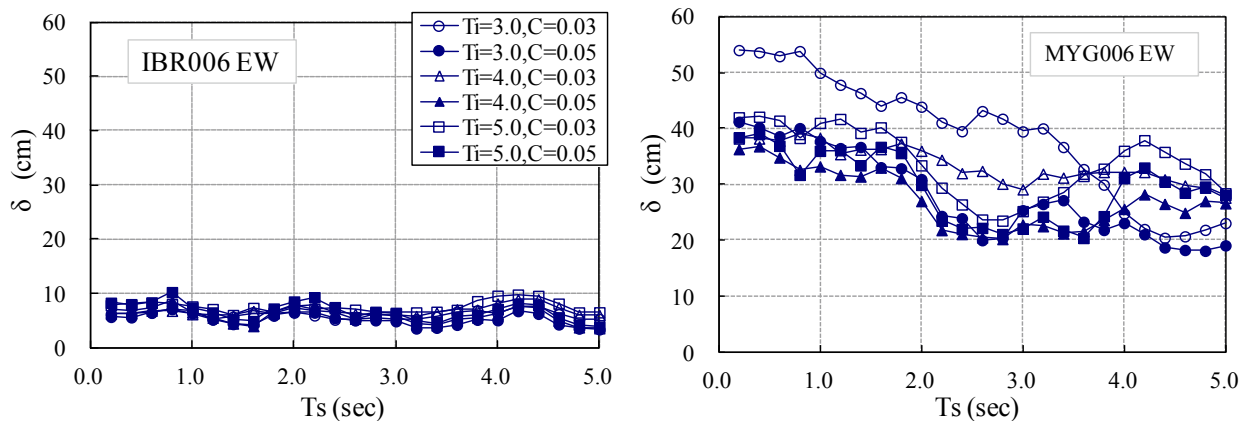 60
50
40
30
20
10
0
δ (cm)
IBR006 EW
Ti=3.0,C=0.03
Ti=3.0,C=0.05
Ti=4.0,C=0.03
Ti=4.0,C=0.05
Ti=5.0,C=0.03
Ti=5.0,C=0.05
0.0 1.0 2.0 3.0 4.0 5.0
Ts (sec)
60
50
40
30
20
10
0
δ (cm)
MYG006 EW
0.0 1.0 2.0 3.0 4.0 5.0
Ts (sec)